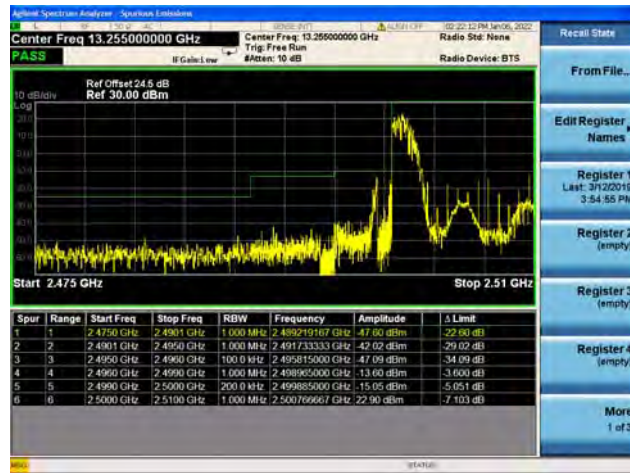 Agilent Spectrum Analyzer - Spurious Emissions
SENSE:INT ALIGN OFF 02:22:12 PM Jan 06, 2022
Center Freq 13.255000000 GHz
Center Freq: 13.255000000 GHz
Radio Std: None
Trig: Free Run
PASS
IFGain:Low
#Atten: 10 dB
Radio Device: BTS
Ref Offset 24.5 dB
10 dB/div Ref 30.00 dBm
Log
Start 2.475 GHz
Stop 2.51 GHz
Spur Range Start Freq Stop Freq RBW Frequency Amplitude Δ Limit
1 1 2.4750 GHz 2.4901 GHz 1.000 MHz 2.489219167 GHz -47.60 dBm -22.60 dB
2 2 2.4901 GHz 2.4950 GHz 1.000 MHz 2.491733333 GHz -42.02 dBm -29.02 dB
3 3 2.4950 GHz 2.4960 GHz 100.0 kHz 2.495815000 GHz -47.09 dBm -34.09 dB
4 4 2.4960 GHz 2.4990 GHz 1.000 MHz 2.498965000 GHz -13.60 dBm -3.600 dB
5 5 2.4990 GHz 2.5000 GHz 200.0 kHz 2.499885000 GHz -15.05 dBm -5.051 dB
6 6 2.5000 GHz 2.5100 GHz 1.000 MHz 2.500766667 GHz 22.90 dBm -7.103 dB
MSG
STATUS
Recall State
From File...
Edit Register
Names
Register 1
Last: 3/12/2019
3:54:55 PM
Register 2
(empty)
Register 3
(empty)
Register 4
(empty)
More
1 of 3